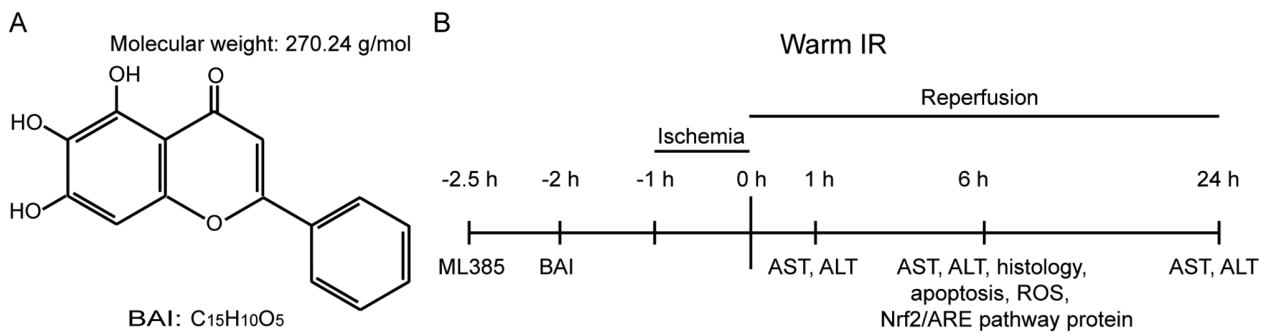 A
Molecular weight: 270.24 g/mol
OH
O
HO
HO
O
BAI: C15H10O5
B
Warm IR
Reperfusion
Ischemia
-2.5 h -2 h -1 h 0 h 1 h 6 h 24 h
ML385 BAI AST, ALT AST, ALT, histology, AST, ALT
apoptosis, ROS,
Nrf2/ARE pathway protein